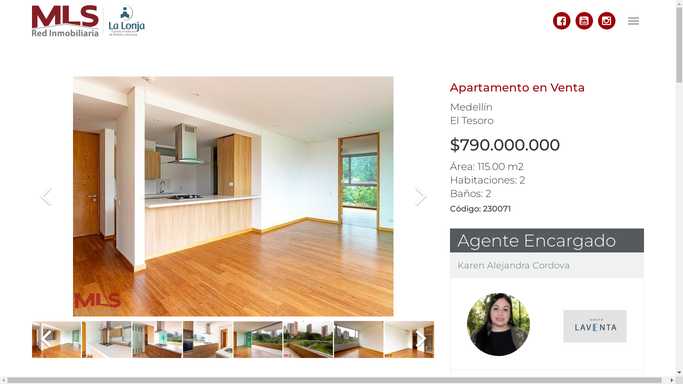 MLS
Red Inmobiliaria
La Lonja
Apartamento en Venta
Medellín
El Tesoro
$790.000.000
Área: 115.00 m2
Habitaciones: 2
Baños: 2
Código: 230071
MLS
Agente Encargado
Karen Alejandra Cordova
LAVENTA